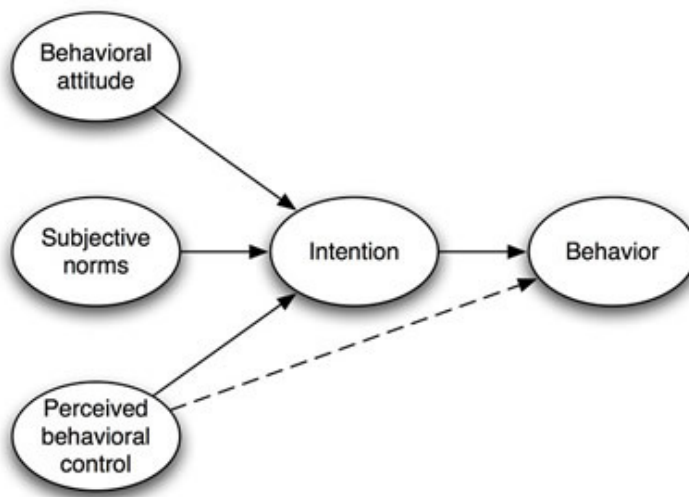 Behavioral
attitude
Subjective
norms
Intention
Behavior
Perceived
behavioral
control